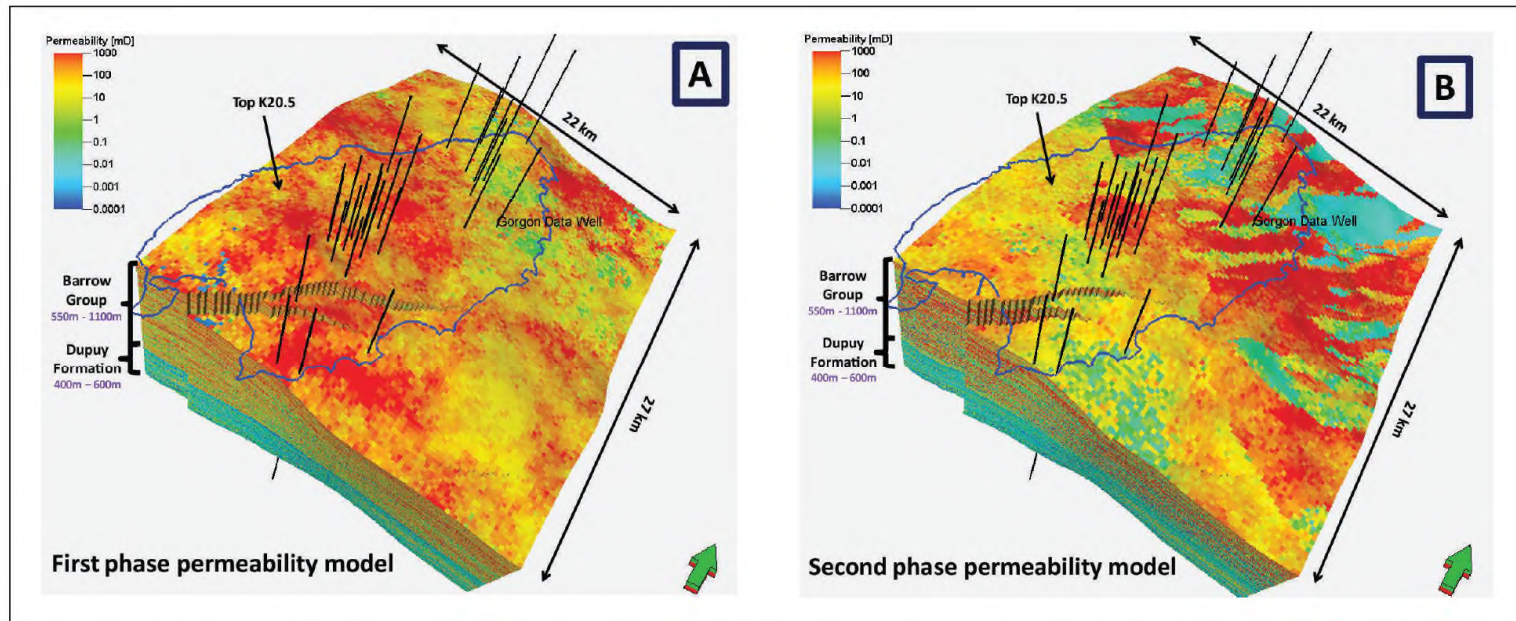 Permeability [mD]
1000
100
10
1
0.1
0.01
0.001
0.0001
A
Top K20.5
22 km
Gorgon Data Well
Barrow
Group
550m - 1100m
Dupuy
Formation
400m – 600m
27 km
First phase permeability model
Permeability [mD]
1000
100
10
1
0.1
0.01
0.001
0.0001
B
Top K20.5
22 km
Gorgon Data Well
Barrow
Group
550m - 1100m
Dupuy
Formation
400m – 600m
27 km
Second phase permeability model